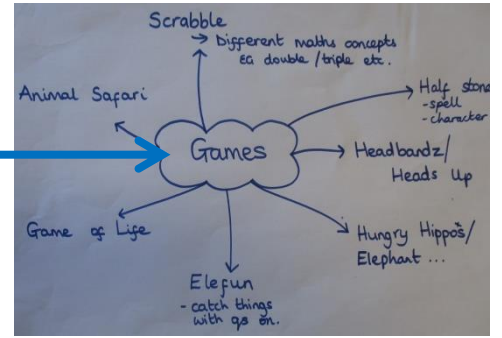 Scrabble
→ Different maths concepts
EG double / triple etc.
Animal Safari
Half stone
- spell
- character
Games
Headbandz/
Heads Up
Game of Life
Hungry Hippos/
Elephant ...
Elefun
- catch things
with qs on.